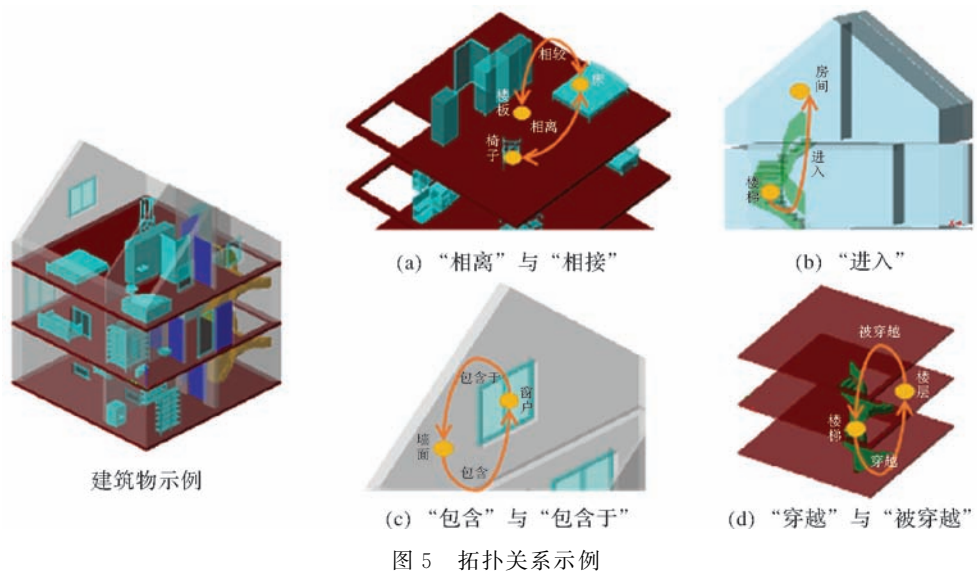 相较
床
楼板
相离
椅子
(a) “相离”与“相接”
房间
进入
楼梯
(b) “进入”
建筑物示例
包含于
窗户
墙面
包含
(c) “包含”与“包含于”
被穿越
楼层
楼梯
穿越
(d) “穿越”与“被穿越”
图 5 拓扑关系示例